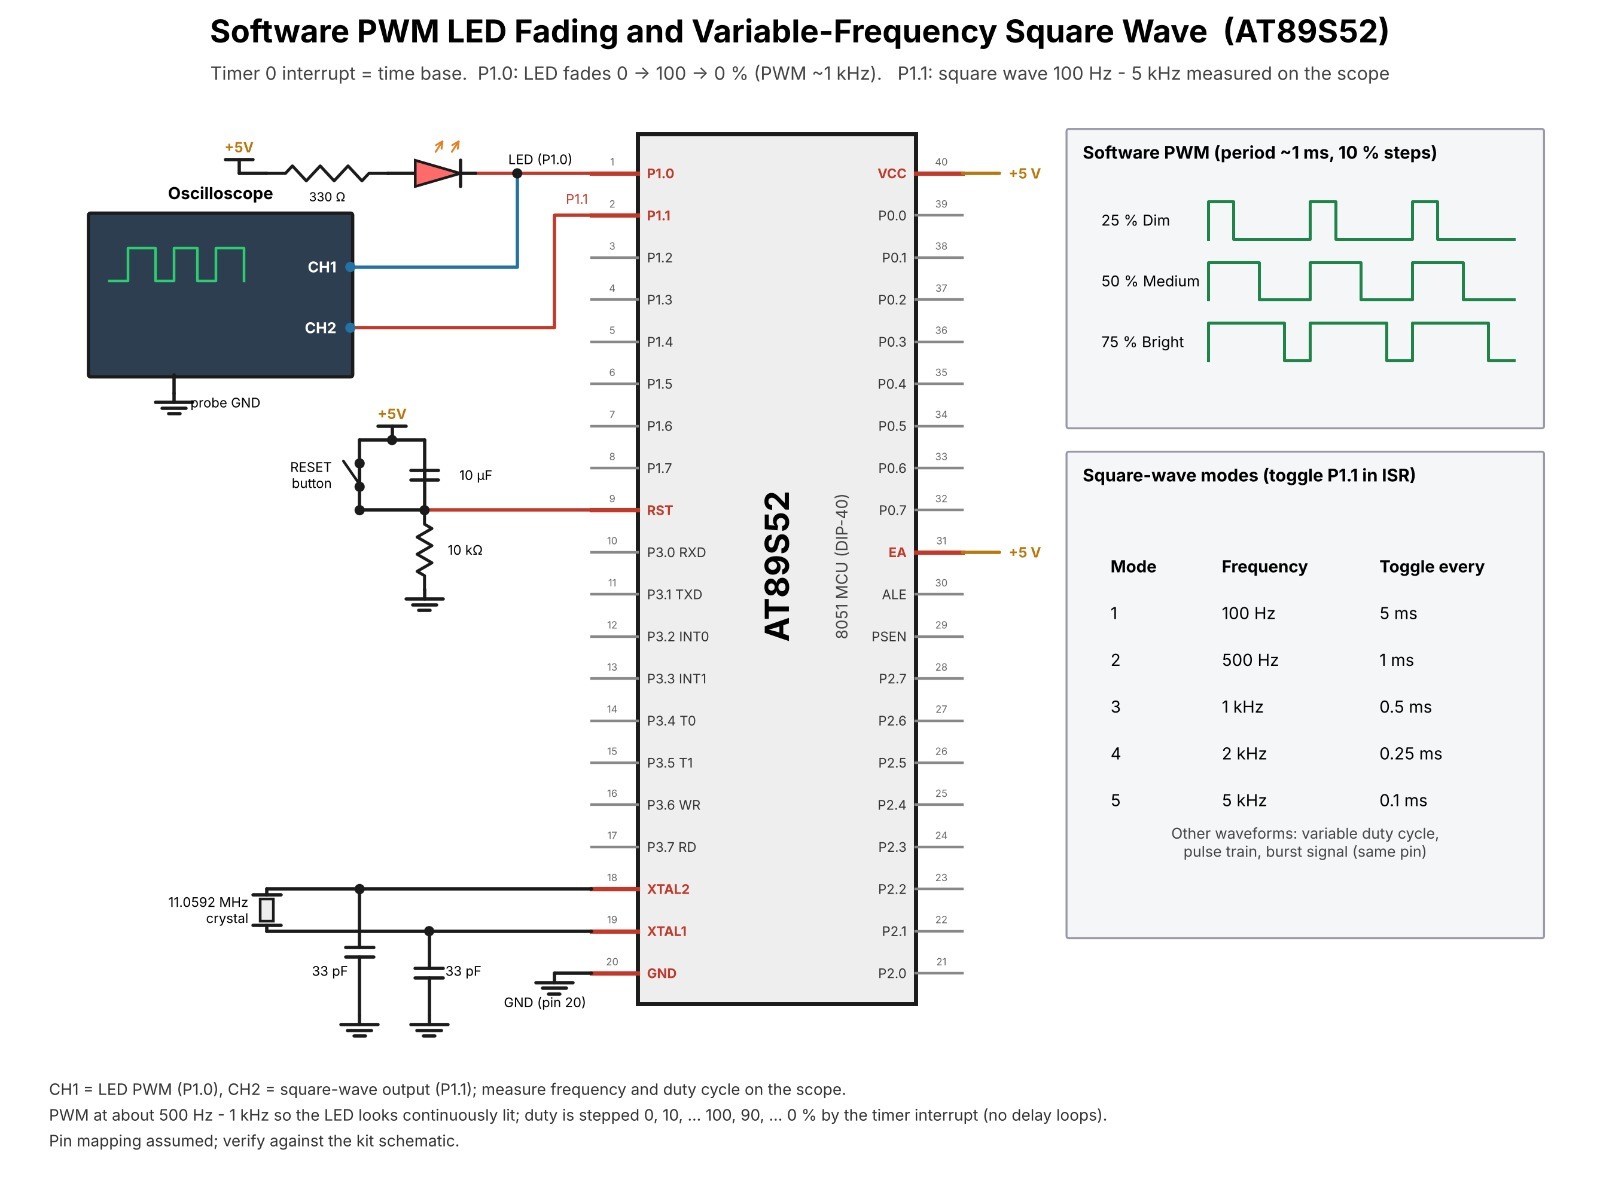 Software PWM LED Fading and Variable-Frequency Square Wave (AT89S52)
Timer 0 interrupt = time base. P1.0: LED fades 0 → 100 → 0 % (PWM ~1 kHz). P1.1: square wave 100 Hz - 5 kHz measured on the scope
+5V
330 Ω
LED (P1.0)
P1.1
Oscilloscope
CH1
CH2
probe GND
+5V
RESET
button
10 µF
10 kΩ
11.0592 MHz
crystal
33 pF
33 pF
GND (pin 20)
1 P1.0
2 P1.1
3 P1.2
4 P1.3
5 P1.4
6 P1.5
7 P1.6
8 P1.7
9 RST
10 P3.0 RXD
11 P3.1 TXD
12 P3.2 INT0
13 P3.3 INT1
14 P3.4 T0
15 P3.5 T1
16 P3.6 WR
17 P3.7 RD
18 XTAL2
19 XTAL1
20 GND
AT89S52
8051 MCU (DIP-40)
VCC 40 +5 V
P0.0 39
P0.1 38
P0.2 37
P0.3 36
P0.4 35
P0.5 34
P0.6 33
P0.7 32
EA 31 +5 V
ALE 30
PSEN 29
P2.7 28
P2.6 27
P2.5 26
P2.4 25
P2.3 24
P2.2 23
P2.1 22
P2.0 21
Software PWM (period ~1 ms, 10 % steps)
25 % Dim
50 % Medium
75 % Bright
Square-wave modes (toggle P1.1 in ISR)
Mode Frequency Toggle every
1 100 Hz 5 ms
2 500 Hz 1 ms
3 1 kHz 0.5 ms
4 2 kHz 0.25 ms
5 5 kHz 0.1 ms
Other waveforms: variable duty cycle,
pulse train, burst signal (same pin)
CH1 = LED PWM (P1.0), CH2 = square-wave output (P1.1); measure frequency and duty cycle on the scope.
PWM at about 500 Hz - 1 kHz so the LED looks continuously lit; duty is stepped 0, 10, ... 100, 90, ... 0 % by the timer interrupt (no delay loops).
Pin mapping assumed; verify against the kit schematic.